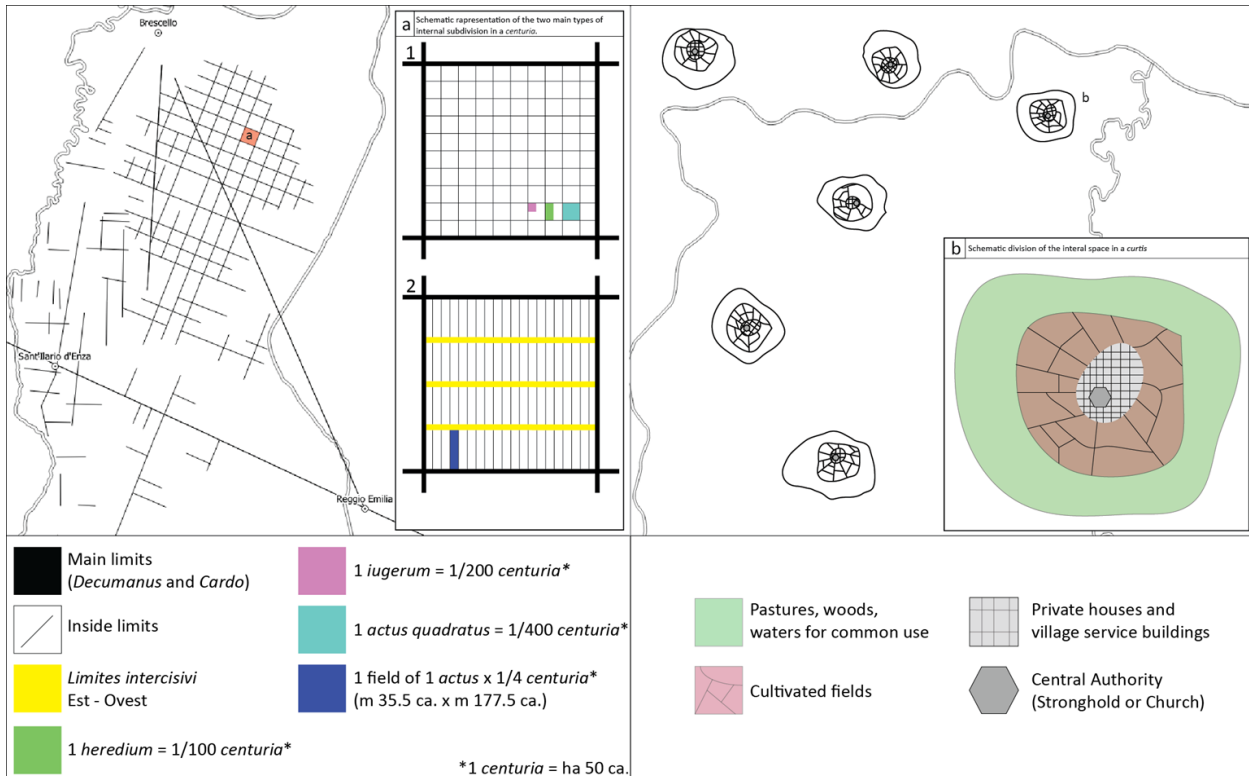 Brescello
a
Sant'Ilario d'Enza
Reggio Emilia
a Schematic rapresentation of the two main types of
internal subdivision in a centuria.
1
2
b
b Schematic division of the interal space in a curtis
Main limits
(Decumanus and Cardo)
Inside limits
Limites intercisivi
Est - Ovest
1 heredium = 1/100 centuria*
1 iugerum = 1/200 centuria*
1 actus quadratus = 1/400 centuria*
1 field of 1 actus x 1/4 centuria*
(m 35.5 ca. x m 177.5 ca.)
*1 centuria = ha 50 ca.
Pastures, woods,
waters for common use
Cultivated fields
Private houses and
village service buildings
Central Authority
(Stronghold or Church)